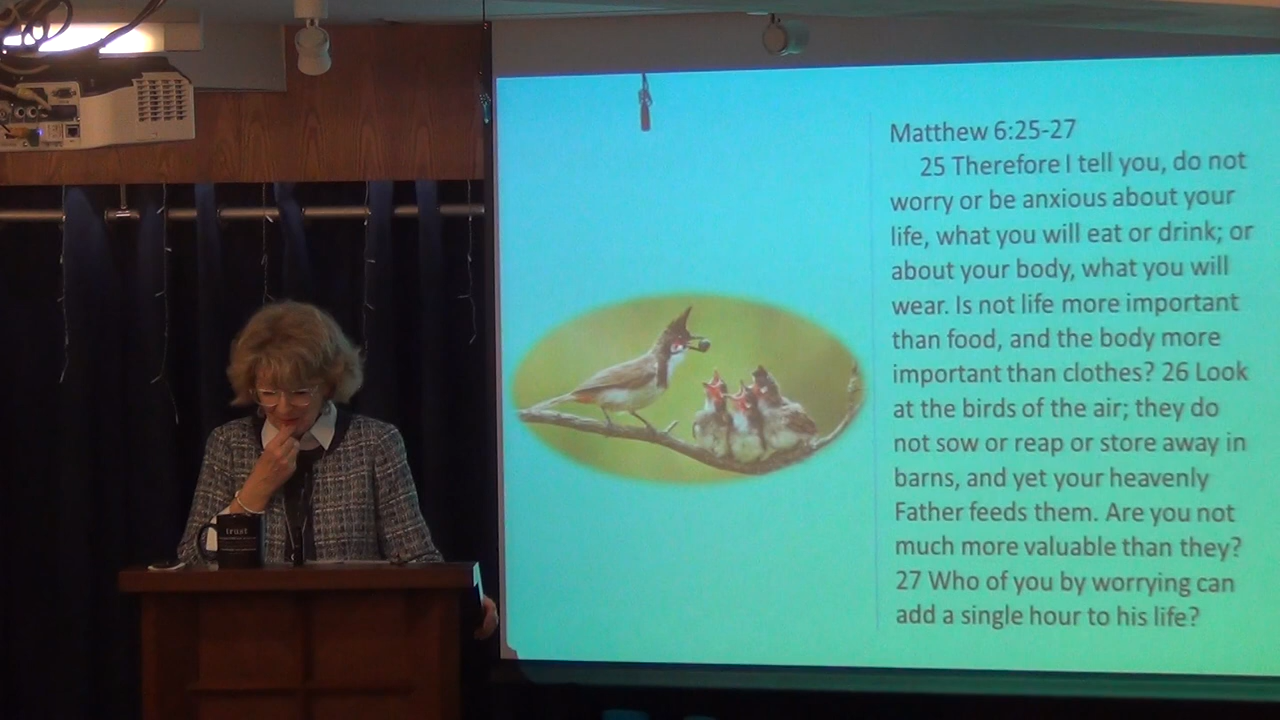 Matthew 6:25-27
25 Therefore I tell you, do not
worry or be anxious about your
life, what you will eat or drink; or
about your body, what you will
wear. Is not life more important
than food, and the body more
important than clothes? 26 Look
at the birds of the air; they do
not sow or reap or store away in
barns, and yet your heavenly
Father feeds them. Are you not
much more valuable than they?
27 Who of you by worrying can
add a single hour to his life?
trust